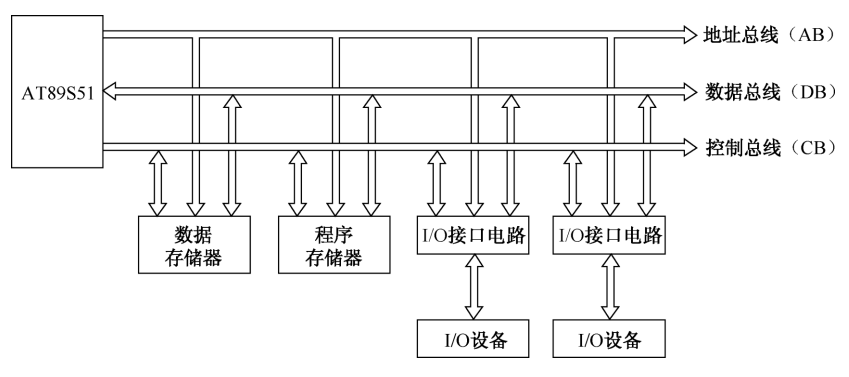 地址总线（AB）
AT89S51
数据总线（DB）
控制总线（CB）
数据
存储器
程序
存储器
I/O接口电路
I/O接口电路
I/O设备
I/O设备